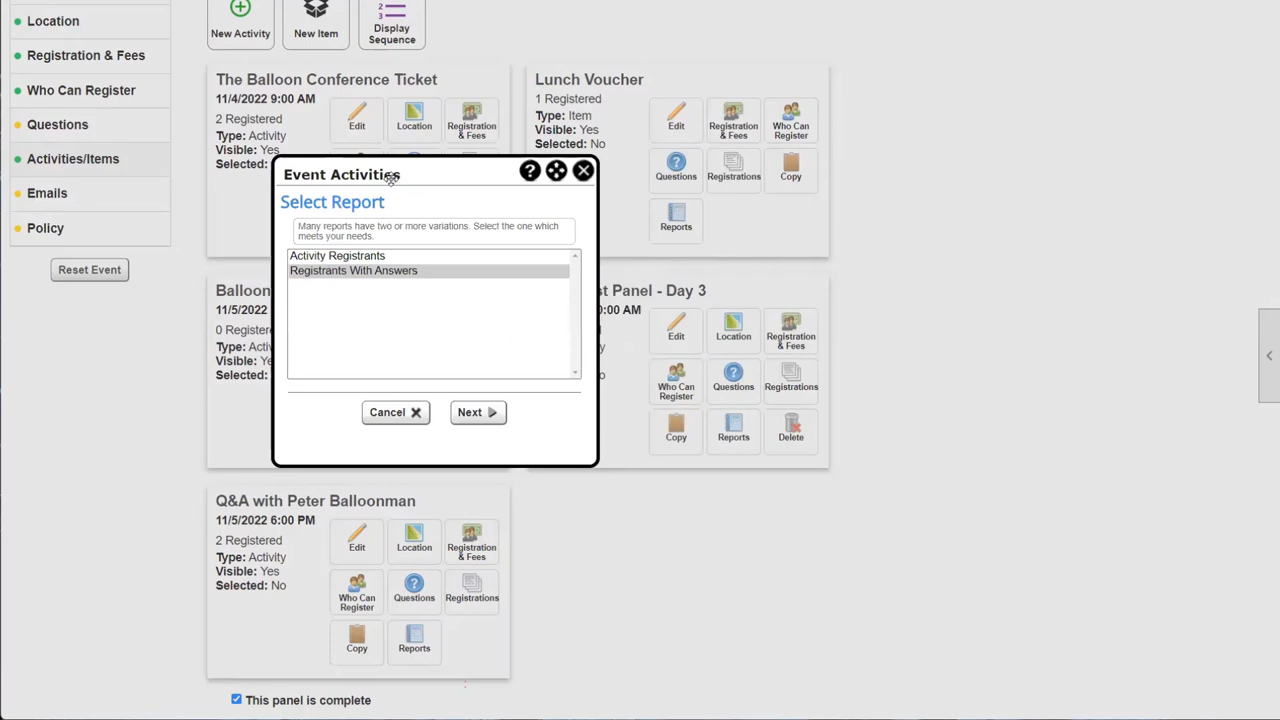 Location
Registration & Fees
Who Can Register
Questions
Activities/Items
Emails
Policy
Reset Event
New Activity
New Item
2
3
Display
Sequence
The Balloon Conference Ticket
11/4/2022 9:00 AM
2 Registered
Type: Activity
Visible: Yes
Selected:
Edit
Location
Registration
& Fees
Lunch Voucher
1 Registered
Type: Item
Visible: Yes
Selected: No
Edit
Registration
& Fees
Who Can
Register
Questions
Registrations
Copy
Reports
Event Activities
Select Report
Many reports have two or more variations. Select the one which
meets your needs.
Activity Registrants
Registrants With Answers
Cancel
Next
Balloon
11/5/2022
0 Registere
Type: Activ
Visible: Ye
Selected:
st Panel - Day 3
0:00 AM
Edit
Location
Registration
& Fees
Who Can
Register
Questions
Registrations
Copy
Reports
Delete
Q&A with Peter Balloonman
11/5/2022 6:00 PM
2 Registered
Type: Activity
Visible: Yes
Selected: No
Edit
Location
Registration
& Fees
Who Can
Register
Questions
Registrations
Copy
Reports
This panel is complete